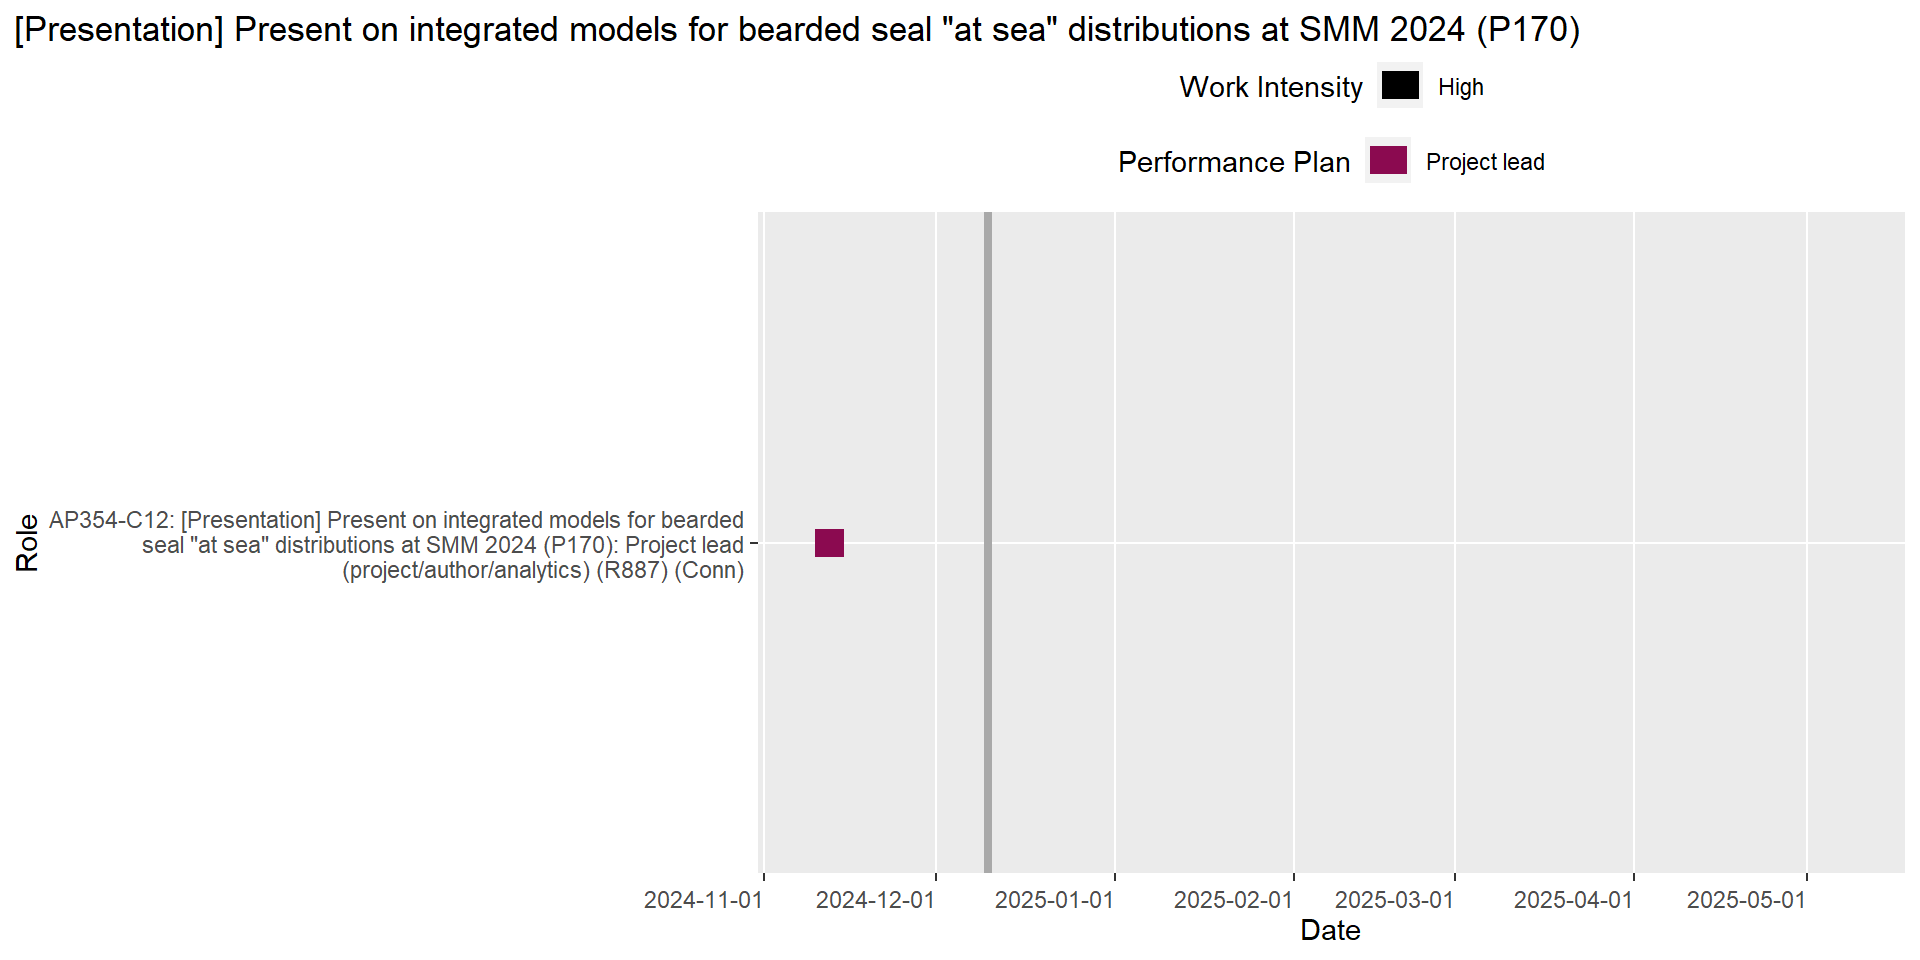 [Presentation] Present on integrated models for bearded seal "at sea" distributions at SMM 2024 (P170)
Work Intensity High
Performance Plan Project lead
Role
AP354-C12: [Presentation] Present on integrated models for bearded
seal "at sea" distributions at SMM 2024 (P170): Project lead
(project/author/analytics) (R887) (Conn)
2024-11-01 2024-12-01 2025-01-01 2025-02-01 2025-03-01 2025-04-01 2025-05-01
Date